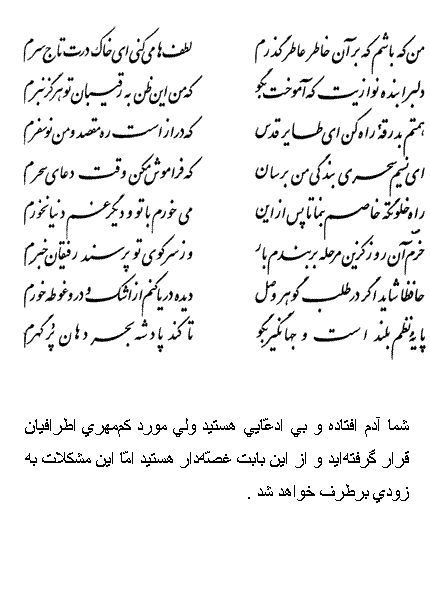 من که باشم که بر آن خاطر عاطر گذرم لطف‌ها می‌کنی ای خاک درت تاج سرم
دلبرا بنده نوازیت که آموخت بگو که من این ظن به رقیبان تو هرگز نبرم
همتم بدرقهٔ راه کن ای طایر قدس که دراز است ره مقصد و من نوسفرم
ای نسیم سحری بندگی من برسان که فراموش مکن وقت دعای سحرم
راه خلوتگه خاصم بنما تا پس از این می خورم با تو و دیگر غم دنیا نخورم
خرّم آن روز کزین مرحله بربندم بار وز سر کوی تو پرسند رفیقان خبرم
حافظا شاید اگر در طلب گوهر وصل دیده دریا کنم از اشک و در او غوطه خورم
پایهٔ نظم بلند است و جهانگیر بگو تا کند پادشه بحر دهان پُر گهرم
شما آدم افتاده و بي ادعّايي هستيد ولي مورد كم‌مهري اطرافيان
قرار گرفته‌ايد و از اين بابت غصّه‌دار هستيد امّا اين مشكلات به
زودي برطرف خواهد شد .